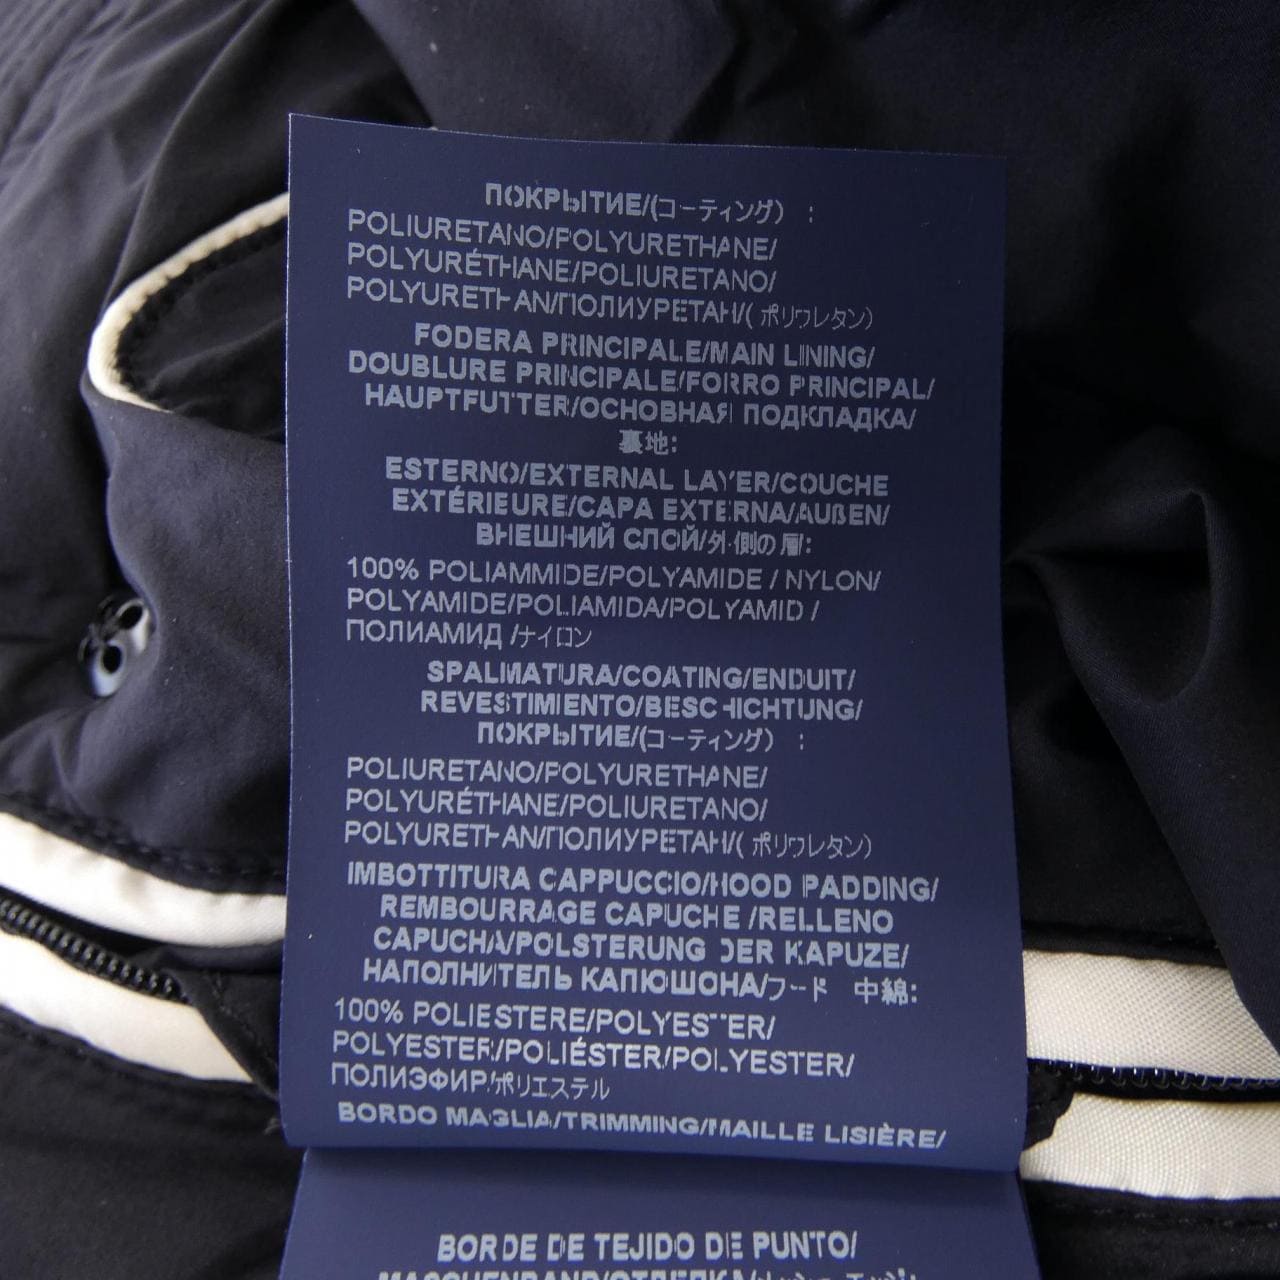 ПОКРЫТИЕ/(コーティング) :
POLIURETANO/POLYURETHANE/
POLYURÉTHANE/POLIURETANO/
POLYURETHAN/ПОЛИУРЕТАН/(ポリウレタン)
FODERA PRINCIPALE/MAIN LINING/
DOUBLURE PRINCIPALE/FORRO PRINCIPAL/
HAUPTFUTTER/ОСНОВНАЯ ПОДКЛАДКА/
裏地:
ESTERNO/EXTERNAL LAYER/COUCHE
EXTÉRIEURE/CAPA EXTERNA/AUßEN/
ВНЕШНИЙ СЛОЙ/外側の層:
100% POLIAMMIDE/POLYAMIDE / NYLON/
POLYAMIDE/POLIAMIDA/POLYAMID /
ПОЛИАМИД /ナイロン
SPALMATURA/COATING/ENDUIT/
REVESTIMIENTO/BESCHICHTUNG/
ПОКРЫТИЕ/(コーティング) :
POLIURETANO/POLYURETHANE/
POLYURÉTHANE/POLIURETANO/
POLYURETHAN/ПОЛИУРЕТАН/(ポリウレタン)
IMBOTTITURA CAPPUCCIO/HOOD PADDING/
REMBOURRAGE CAPUCHE /RELLENO
CAPUCHA/POLSTERUNG DER KAPUZE/
НАПОЛНИТЕЛЬ КАПЮШОНА/フード 中綿:
100% POLIESTERE/POLYESTER/
POLYESTER/POLIÉSTER/POLYESTER/
ПОЛИЭФИР/ポリエステル
BORDO MAGLIA/TRIMMING/MAILLE LISIÈRE/
BORDE DE TEJIDO DE PUNTO/
MASCHENBAND/ОТДЕЛКА/